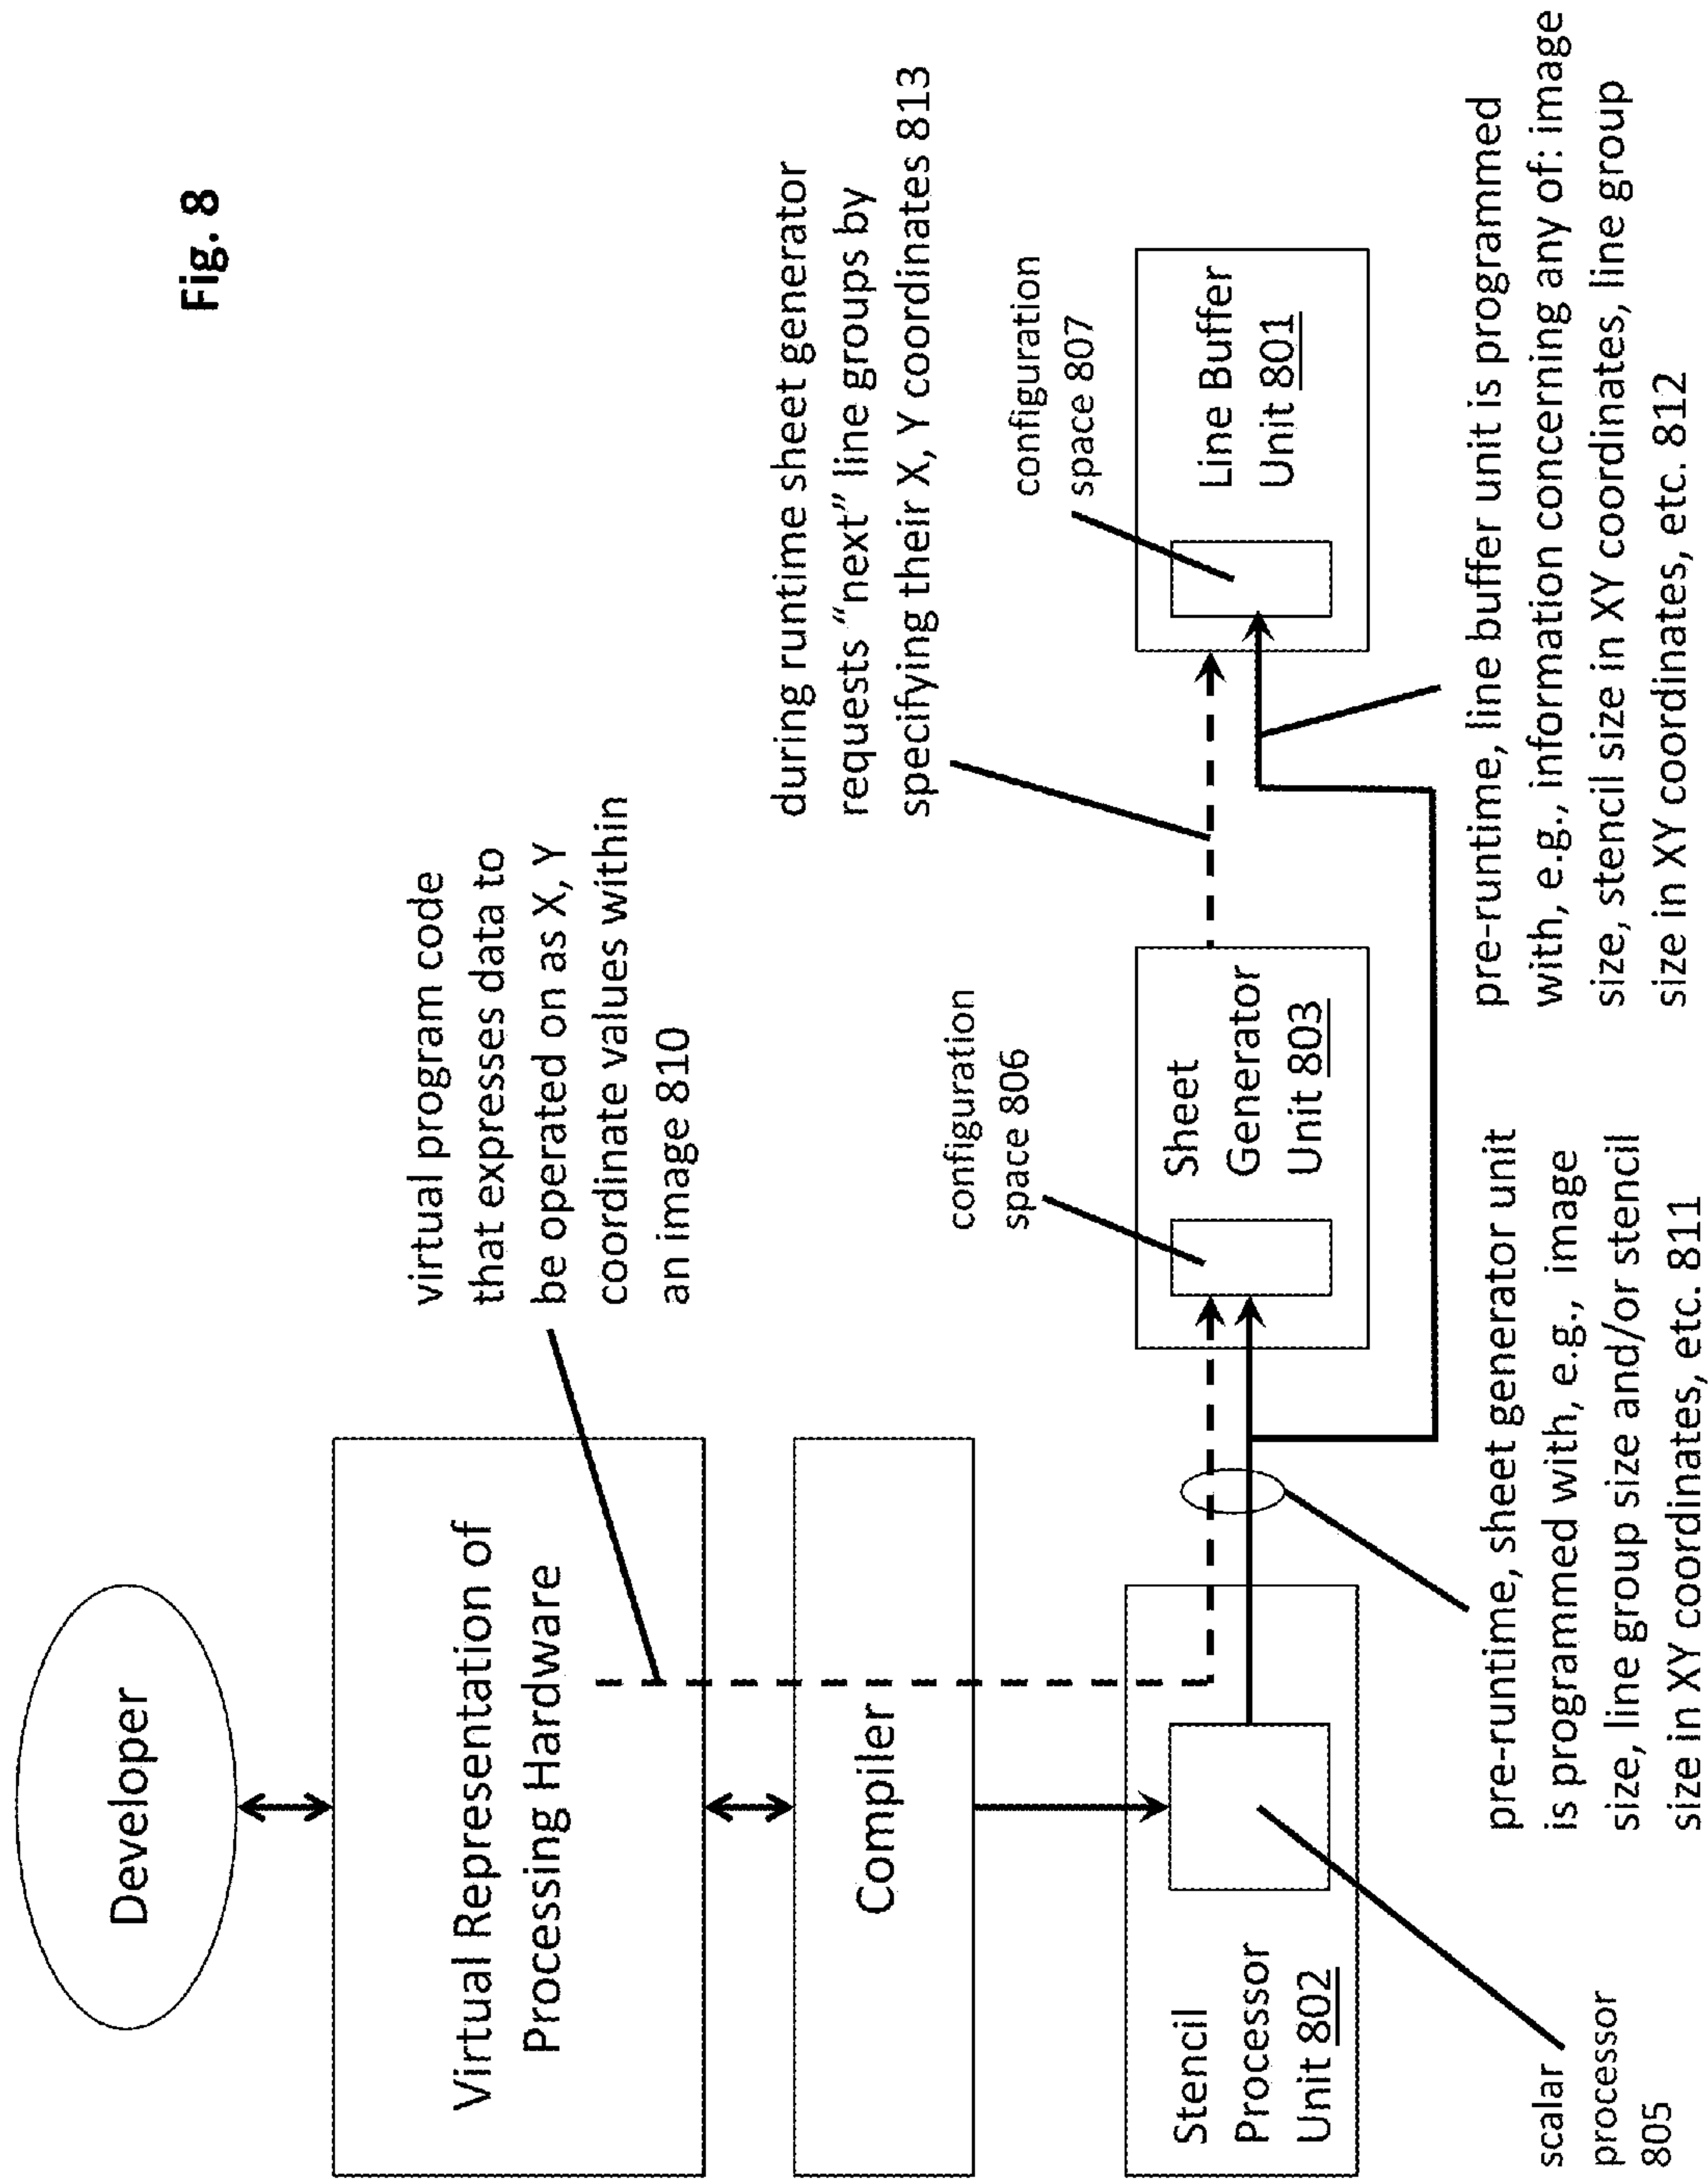 Fig. 8
Developer
Virtual Representation of
Processing Hardware
virtual program code
that expresses data to
be operated on as X, Y
coordinate values within
an image 810
Compiler
during runtime sheet generator
requests “next” line groups by
specifying their X, Y coordinates 813
configuration
space 806
configuration
space 807
Stencil
Processor
Unit 802
Sheet
Generator
Unit 803
Line Buffer
Unit 801
scalar
processor
805
pre-runtime, sheet generator unit
is programmed with, e.g., image
size, line group size and/or stencil
size in XY coordinates, etc. 811
pre-runtime, line buffer unit is programmed
with, e.g., information concerning any of: image
size, stencil size in XY coordinates, line group
size in XY coordinates, etc. 812